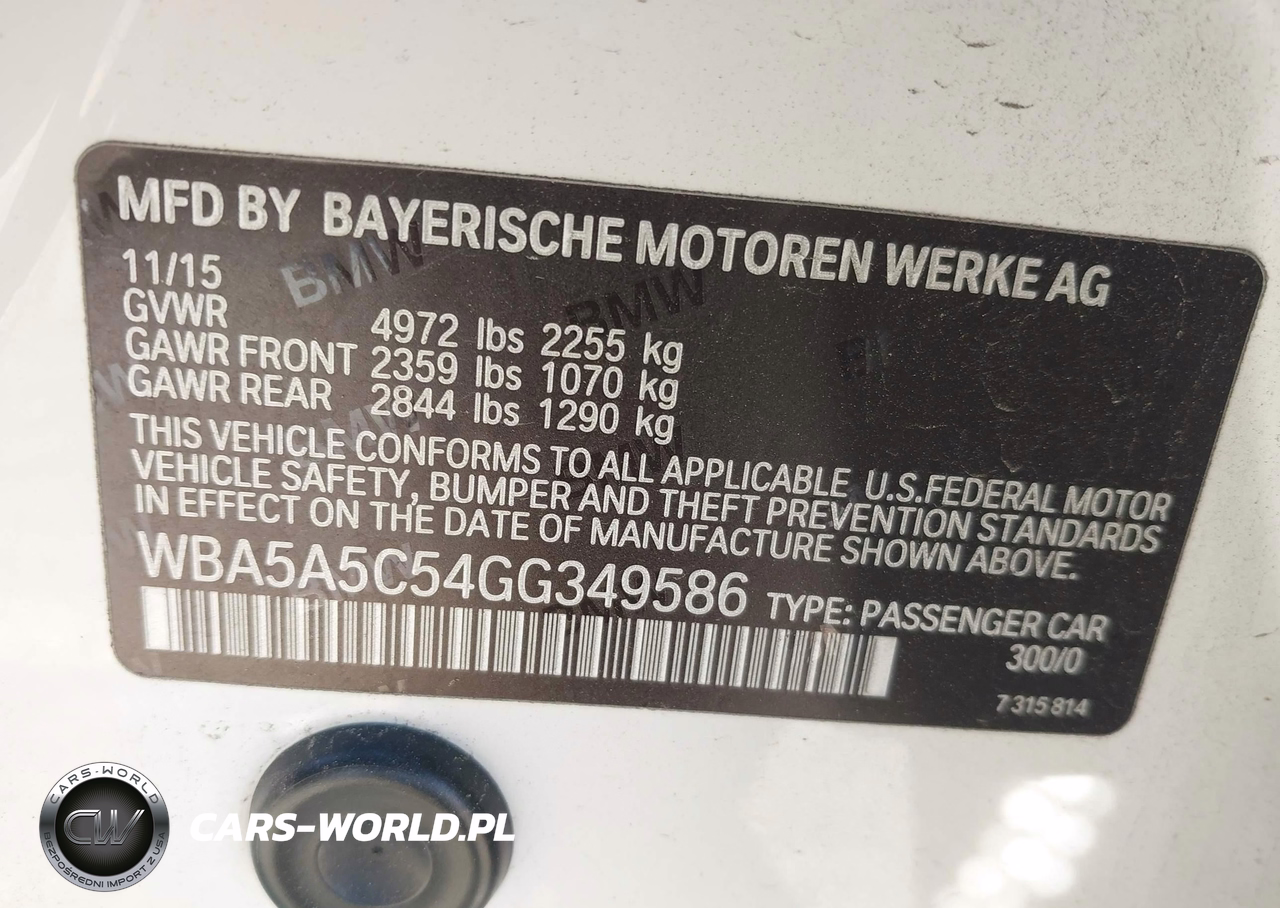 MFD BY BAYERISCHE MOTOREN WERKE AG
11/15
GVWR 4972 lbs 2255 kg
GAWR FRONT 2359 lbs 1070 kg
GAWR REAR 2844 lbs 1290 kg
THIS VEHICLE CONFORMS TO ALL APPLICABLE U.S.FEDERAL MOTOR
VEHICLE SAFETY, BUMPER AND THEFT PREVENTION STANDARDS
IN EFFECT ON THE DATE OF MANUFACTURE SHOWN ABOVE.
WBA5A5C54GG349586 TYPE: PASSENGER CAR
300/0
7 315 814
CARS-WORLD
CW
BEZPOŚREDNI IMPORT Z USA
CARS-WORLD.PL
BMW
BMW
BMW